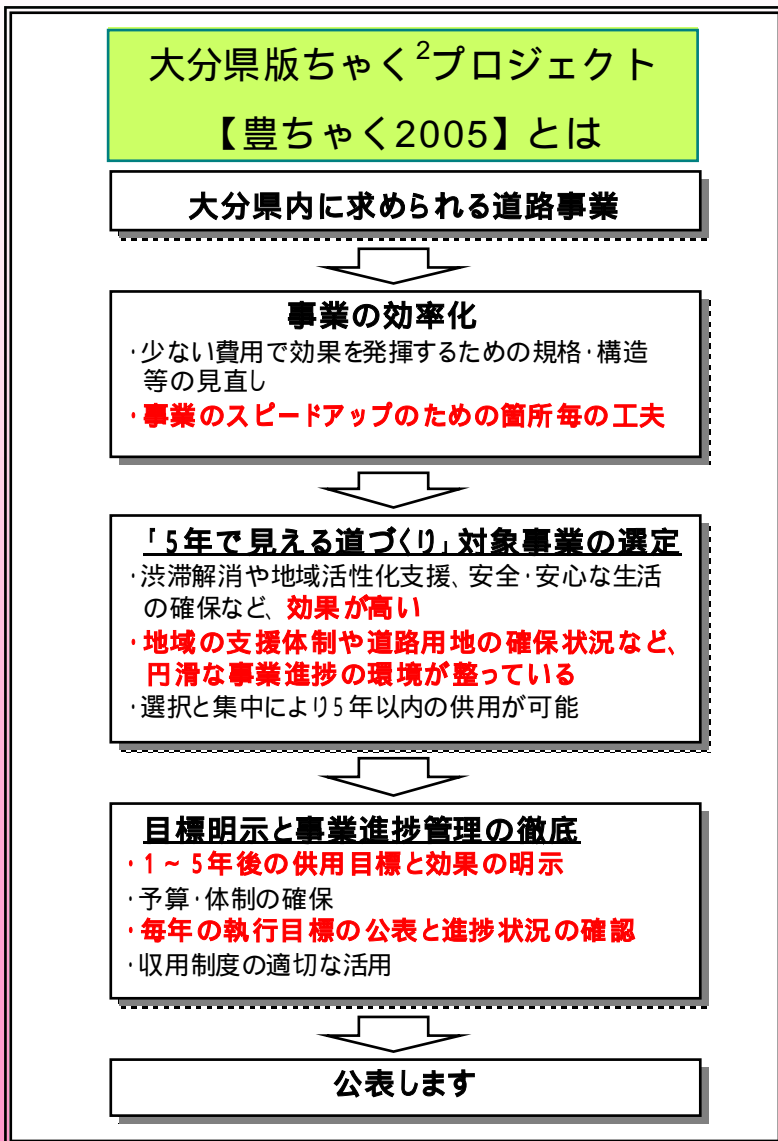 大分県版ちゃく²プロジェクト
【豊ちゃく2005】とは
大分県内に求められる道路事業
事業の効率化
・少ない費用で効果を発揮するための規格・構造
等の見直し
・事業のスピードアップのための箇所毎の工夫
「5年で見える道づくり」対象事業の選定
・渋滞解消や地域活性化支援、安全・安心な生活
の確保など、効果が高い
・地域の支援体制や道路用地の確保状況など、
円滑な事業進捗の環境が整っている
・選択と集中により5年以内の供用が可能
目標明示と事業進捗管理の徹底
・1~5年後の供用目標と効果の明示
・予算・体制の確保
・毎年の執行目標の公表と進捗状況の確認
・収用制度の適切な活用
公表します